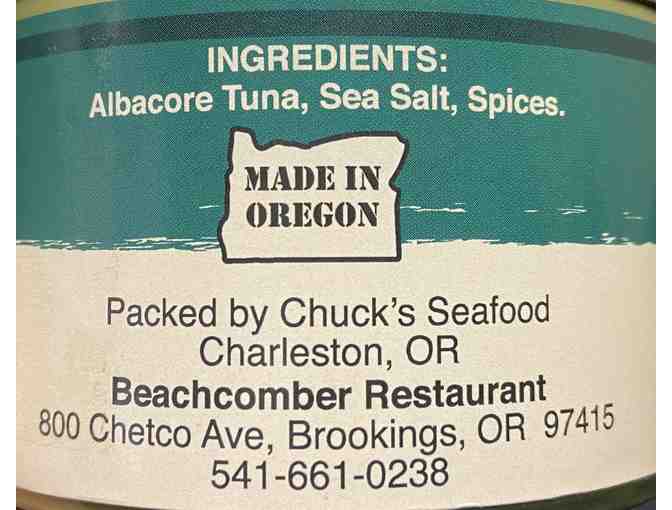 INGREDIENTS:
Albacore Tuna, Sea Salt, Spices.
MADE IN
OREGON
Packed by Chuck's Seafood
Charleston, OR
Beachcomber Restaurant
800 Chetco Ave, Brookings, OR 97415
541-661-0238